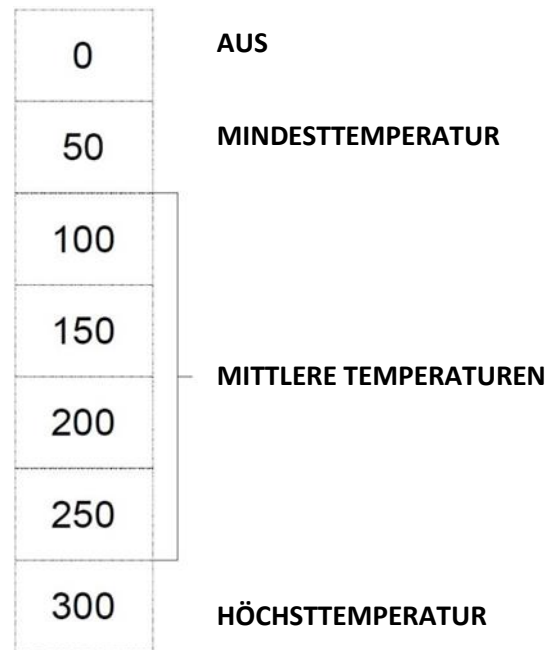 0 AUS
50 MINDESTTEMPERATUR
100
150
MITTLERE TEMPERATUREN
200
250
300 HÖCHSTTEMPERATUR